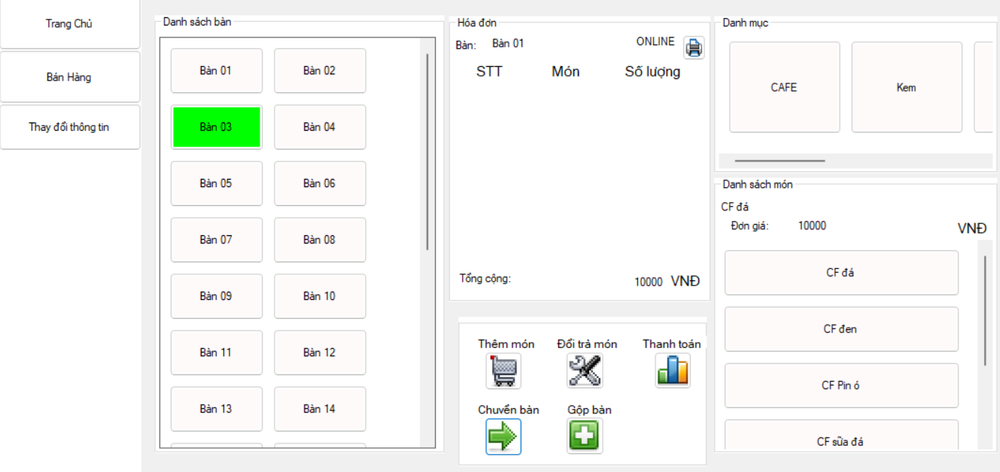 Trang Chủ
Bán Hàng
Thay đổi thông tin
Danh sách bàn
Bàn 01
Bàn 02
Bàn 03
Bàn 04
Bàn 05
Bàn 06
Bàn 07
Bàn 08
Bàn 09
Bàn 10
Bàn 11
Bàn 12
Bàn 13
Bàn 14
Hóa đơn
Bàn: Bàn 01 ONLINE
STT Món Số lượng
Tổng cộng: 10000 VNĐ
Thêm món Đổi trả món Thanh toán
Chuyển bàn Gộp bàn
Danh mục
CAFE
Kem
Danh sách món
CF đá
Đơn giá: 10000 VNĐ
CF đá
CF đen
CF Pin ó
CF sữa đá